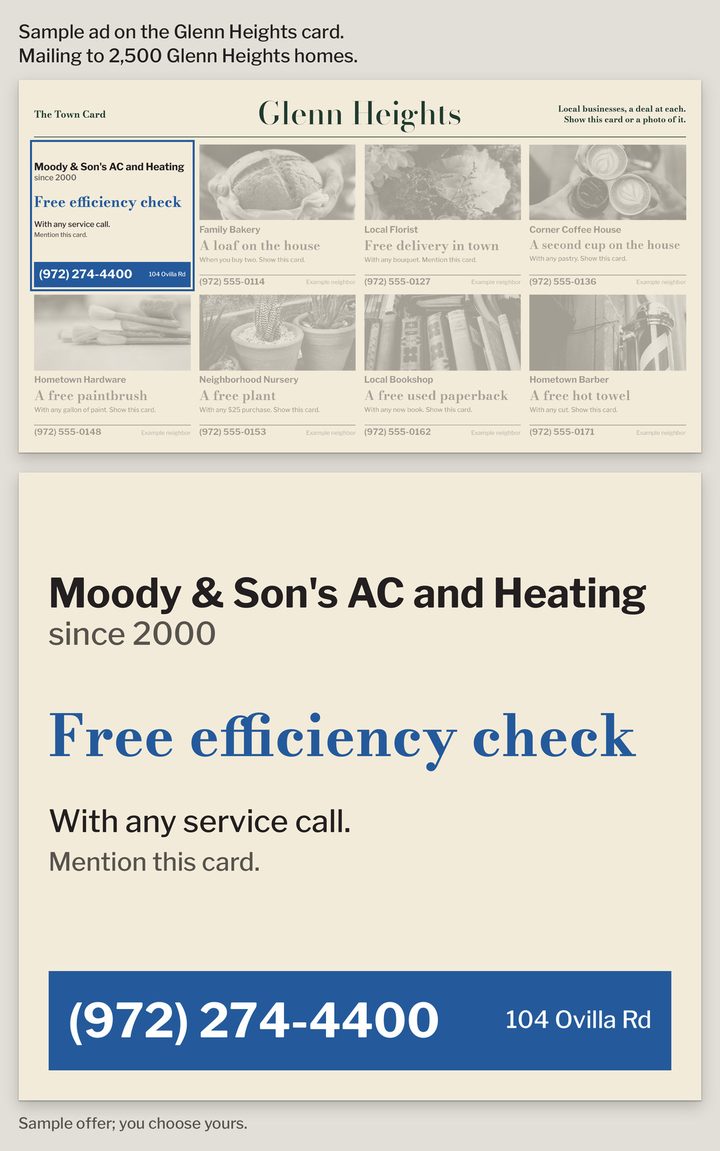 Sample ad on the Glenn Heights card.
Mailing to 2,500 Glenn Heights homes.
The Town Card
Glenn Heights
Local businesses, a deal at each.
Show this card or a photo of it.
Moody & Son's AC and Heating
since 2000
Free efficiency check
With any service call.
Mention this card.
(972) 274-4400 104 Ovilla Rd
Family Bakery
A loaf on the house
When you buy two. Show this card.
(972) 555-0114 Example neighbor
Local Florist
Free delivery in town
With any bouquet. Mention this card.
(972) 555-0127 Example neighbor
Corner Coffee House
A second cup on the house
With any pastry. Show this card.
(972) 555-0136 Example neighbor
Hometown Hardware
A free paintbrush
With any gallon of paint. Show this card.
(972) 555-0148 Example neighbor
Neighborhood Nursery
A free plant
With any $25 purchase. Show this card.
(972) 555-0153 Example neighbor
Local Bookshop
A free used paperback
With any new book. Show this card.
(972) 555-0162 Example neighbor
Hometown Barber
A free hot towel
With any cut. Show this card.
(972) 555-0171 Example neighbor
Moody & Son's AC and Heating
since 2000
Free efficiency check
With any service call.
Mention this card.
(972) 274-4400 104 Ovilla Rd
Sample offer; you choose yours.